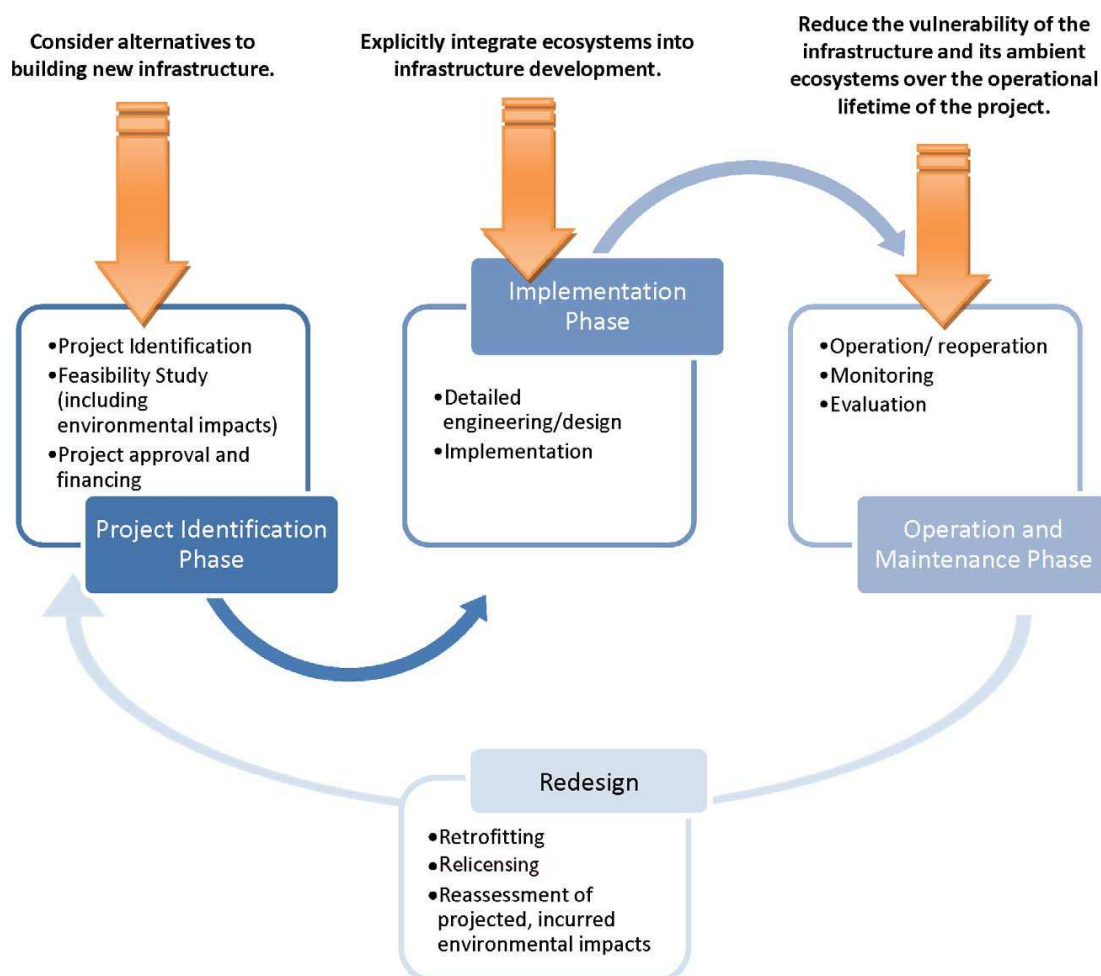 Consider alternatives to
building new infrastructure.
Explicitly integrate ecosystems into
infrastructure development.
Reduce the vulnerability of the
infrastructure and its ambient
ecosystems over the operational
lifetime of the project.
•Project Identification
•Feasibility Study
(including
environmental impacts)
•Project approval and
financing
Project Identification
Phase
Implementation
Phase
•Detailed
engineering/design
•Implementation
•Operation/ reoperation
•Monitoring
•Evaluation
Operation and
Maintenance Phase
Redesign
•Retrofitting
•Relicensing
•Reassessment of
projected, incurred
environmental impacts